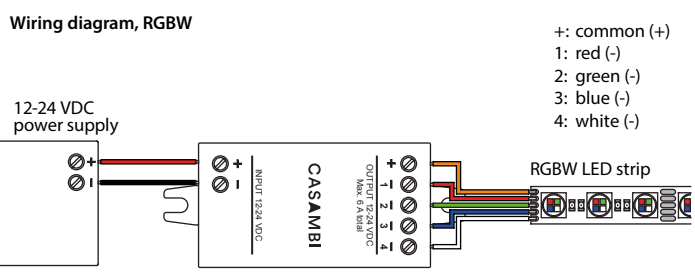 Wiring diagram, RGBW
+: common (+)
1: red (-)
2: green (-)
3: blue (-)
4: white (-)
12-24 VDC
power supply
+
-
+
-
INPUT 12-24 VDC
CASAMBI
OUTPUT 12-24 VDC
Max. 6 A total
+
1 -
2 -
3 -
4 -
RGBW LED strip